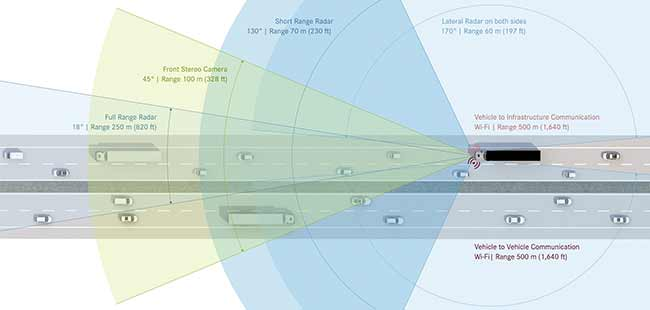 Short Range Radar
130° | Range 70 m (230 ft)
Lateral Radar on both sides
170° | Range 60 m (197 ft)
Front Stereo Camera
45° | Range 100 m (328 ft)
Full Range Radar
18° | Range 250 m (820 ft)
Vehicle to Infrastructure Communication
Wi-Fi | Range 500 m (1,640 ft)
Vehicle to Vehicle Communication
Wi-Fi| Range 500 m (1,640 ft)